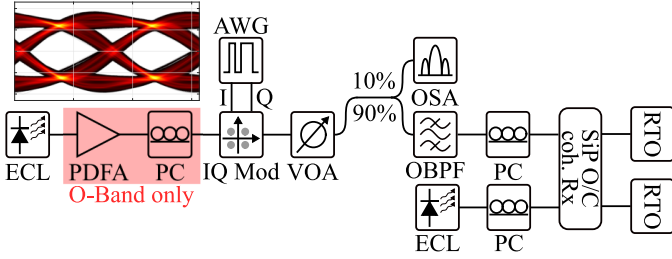 AWG
I Q
10%
90%
OSA
ECL
PDFA
PC
IQ Mod
VOA
OBPF
PC
SiP O/C
coh. Rx
RTO
O-Band only
ECL
PC
RTO